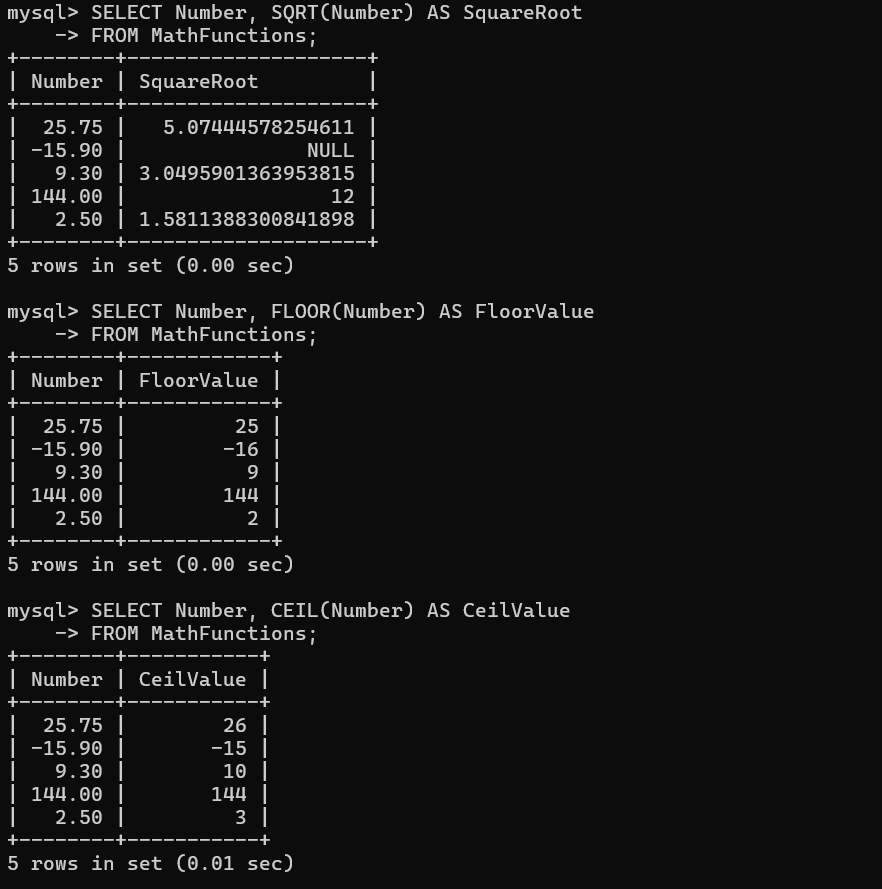 mysql> SELECT Number, SQRT(Number) AS SquareRoot
    -> FROM MathFunctions;
+--------+--------------------+
| Number | SquareRoot         |
+--------+--------------------+
|  25.75 |   5.07444578254611 |
| -15.90 |               NULL |
|   9.30 | 3.0495901363953815 |
| 144.00 |                 12 |
|   2.50 | 1.5811388300841898 |
+--------+--------------------+
5 rows in set (0.00 sec)

mysql> SELECT Number, FLOOR(Number) AS FloorValue
    -> FROM MathFunctions;
+--------+------------+
| Number | FloorValue |
+--------+------------+
|  25.75 |         25 |
| -15.90 |        -16 |
|   9.30 |          9 |
| 144.00 |        144 |
|   2.50 |          2 |
+--------+------------+
5 rows in set (0.00 sec)

mysql> SELECT Number, CEIL(Number) AS CeilValue
    -> FROM MathFunctions;
+--------+-----------+
| Number | CeilValue |
+--------+-----------+
|  25.75 |        26 |
| -15.90 |       -15 |
|   9.30 |        10 |
| 144.00 |       144 |
|   2.50 |         3 |
+--------+-----------+
5 rows in set (0.01 sec)